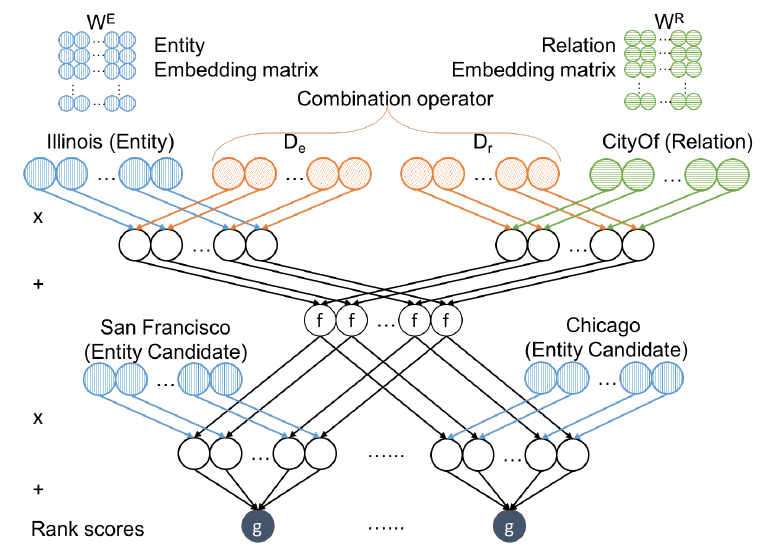 W^E
W^R
Entity
Embedding matrix
Relation
Embedding matrix
Combination operator
Illinois (Entity)
D_e
D_r
CityOf (Relation)
...
...
...
...
x
...
...
+
f f ... f f
San Francisco
(Entity Candidate)
Chicago
(Entity Candidate)
...
...
x
...
......
...
+
Rank scores
g
......
g